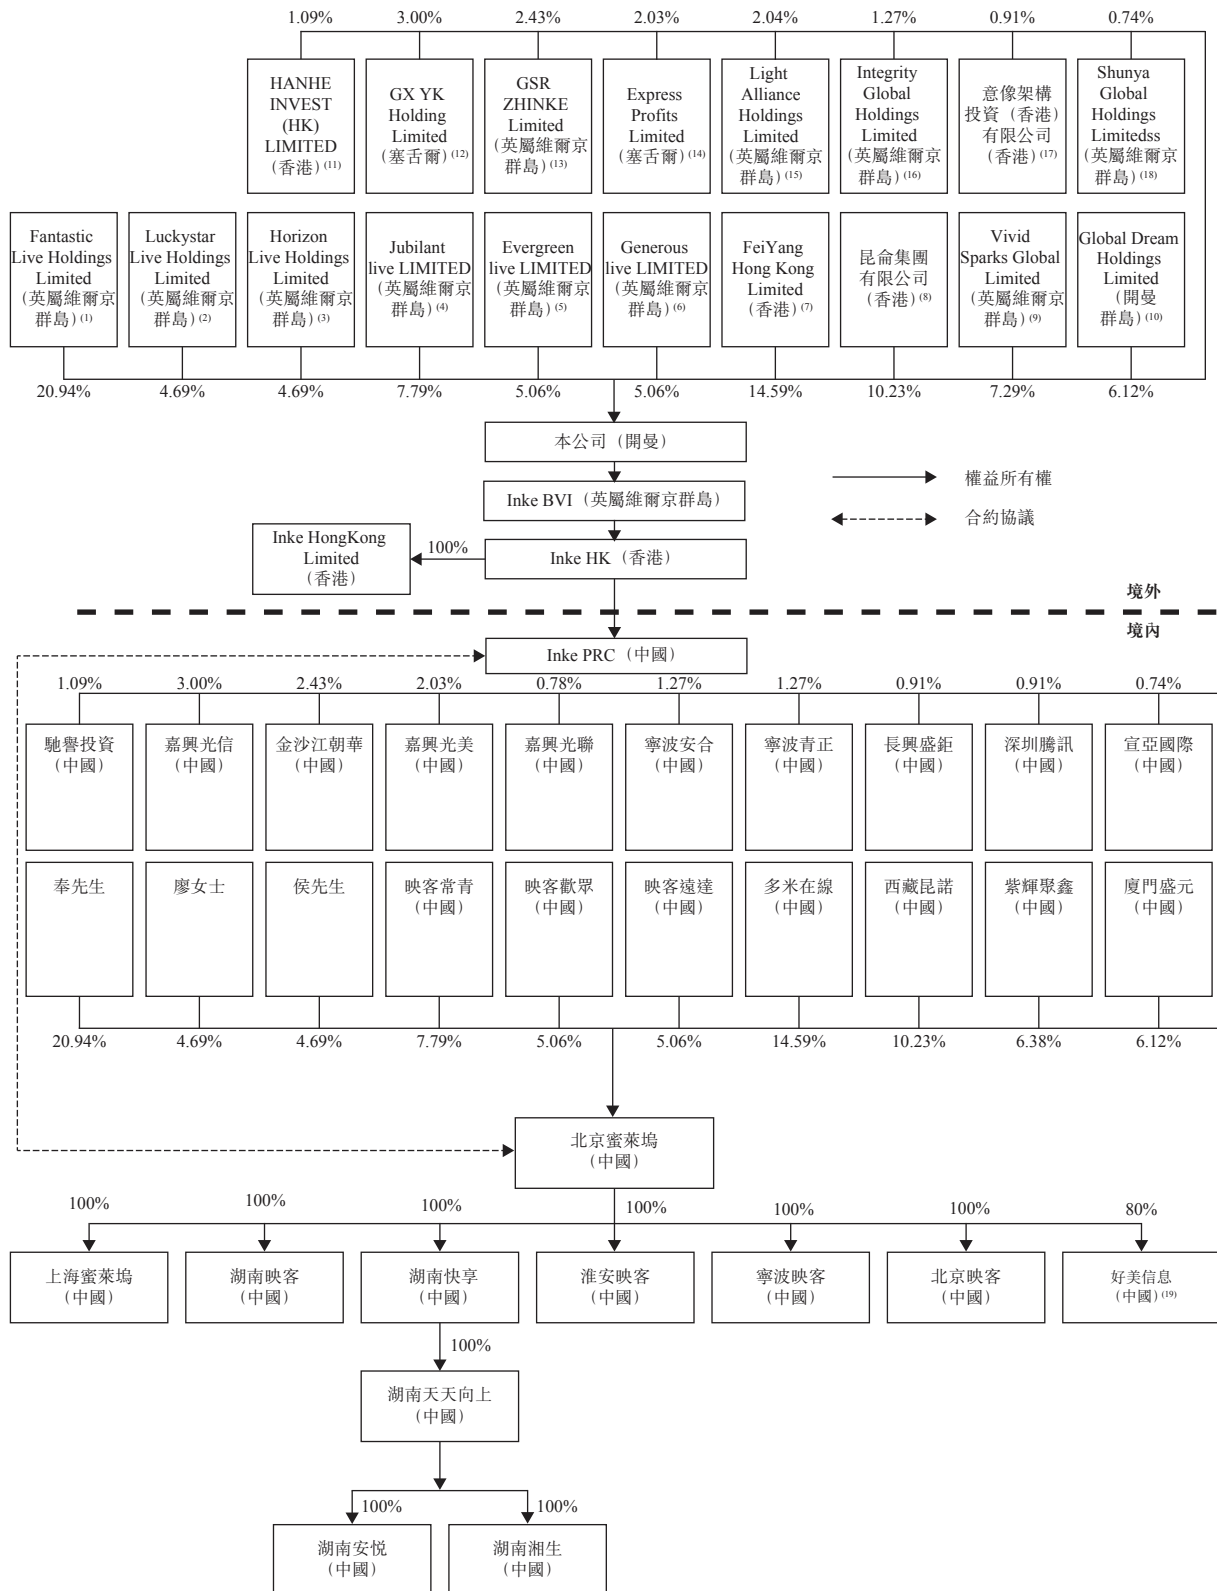 1.09% 3.00% 2.43% 2.03% 2.04% 1.27% 0.91% 0.74%
HANHE
INVEST
(HK)
LIMITED
(香港)(11)
GX YK
Holding
Limited
(塞舌爾)(12)
GSR
ZHINKE
Limited
(英屬維爾京
群島)(13)
Express
Profits
Limited
(塞舌爾)(14)
Light
Alliance
Holdings
Limited
(英屬維爾京
群島)(15)
Integrity
Global
Holdings
Limited
(英屬維爾京
群島)(16)
意像架構
投資(香港)
有限公司
(香港)(17)
Shunya
Global
Holdings
Limitedss
(英屬維爾京
群島)(18)
Fantastic
Live Holdings
Limited
(英屬維爾京
群島)(1)
Luckystar
Live Holdings
Limited
(英屬維爾京
群島)(2)
Horizon
Live Holdings
Limited
(英屬維爾京
群島)(3)
Jubilant
live LIMITED
(英屬維爾京
群島)(4)
Evergreen
live LIMITED
(英屬維爾京
群島)(5)
Generous
live LIMITED
(英屬維爾京
群島)(6)
FeiYang
Hong Kong
Limited
(香港)(7)
昆侖集團
有限公司
(香港)(8)
Vivid
Sparks Global
Limited
(英屬維爾京
群島)(9)
Global Dream
Holdings
Limited
(開曼
群島)(10)
20.94% 4.69% 4.69% 7.79% 5.06% 5.06% 14.59% 10.23% 7.29% 6.12%
本公司(開曼)
權益所有權
Inke BVI(英屬維爾京群島)
合約協議
Inke HongKong
Limited
(香港)
100%
Inke HK(香港)
境外
境內
Inke PRC(中國)
1.09% 3.00% 2.43% 2.03% 0.78% 1.27% 1.27% 0.91% 0.91% 0.74%
馳譽投資
(中國)
嘉興光信
(中國)
金沙江朝華
(中國)
嘉興光美
(中國)
嘉興光聯
(中國)
寧波安合
(中國)
寧波青正
(中國)
長興盛鉅
(中國)
深圳騰訊
(中國)
宣亞國際
(中國)
奉先生
廖女士
侯先生
映客常青
(中國)
映客歡眾
(中國)
映客遠達
(中國)
多米在線
(中國)
西藏昆諾
(中國)
紫輝聚鑫
(中國)
廈門盛元
(中國)
20.94% 4.69% 4.69% 7.79% 5.06% 5.06% 14.59% 10.23% 6.38% 6.12%
北京蜜萊塢
(中國)
100% 100% 100% 100% 100% 100% 80%
上海蜜萊塢
(中國)
湖南映客
(中國)
湖南快享
(中國)
淮安映客
(中國)
寧波映客
(中國)
北京映客
(中國)
好美信息
(中國)(19)
100%
湖南天天向上
(中國)
100% 100%
湖南安悦
(中國)
湖南湘生
(中國)